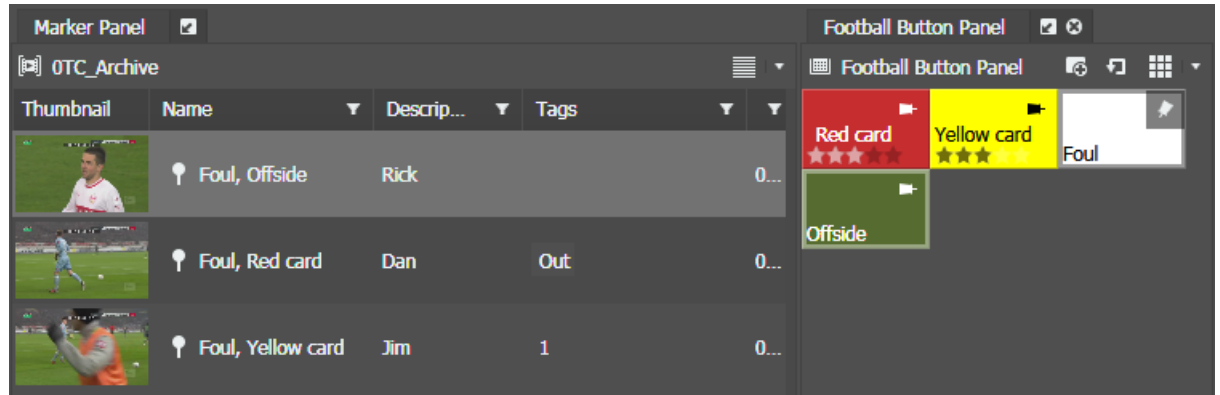 Marker Panel
Football Button Panel
0TC_Archive
Football Button Panel
Thumbnail Name Descrip... Tags
Foul, Offside Rick 0...
Foul, Red card Dan Out 0...
Foul, Yellow card Jim 1 0...
Red card
Yellow card
Foul
Offside